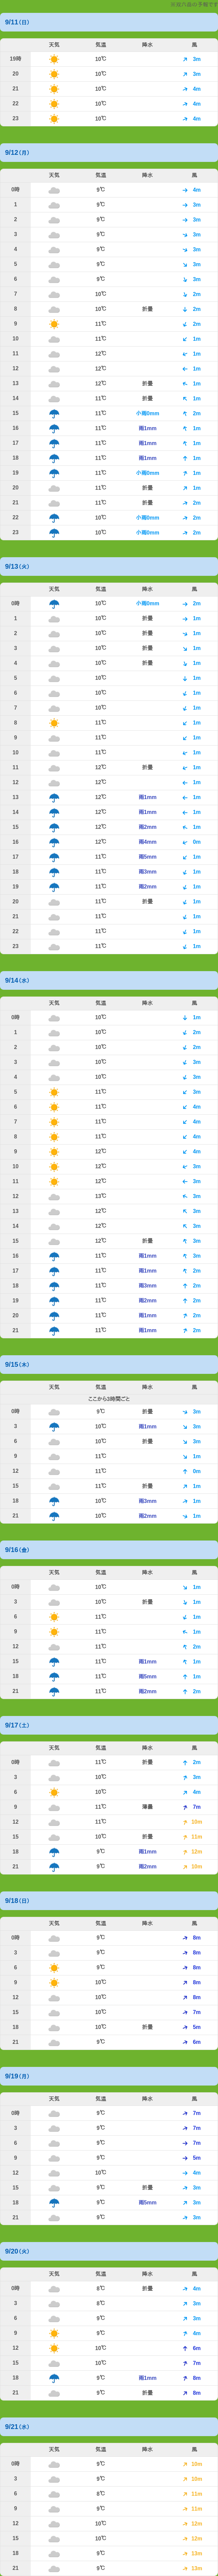 9/11(日)
天気 気温 降水 風
19時 10℃ 3m
20 10℃ 3m
21 10℃ 4m
22 10℃ 4m
23 10℃ 4m
9/12(月)
天気 気温 降水 風
0時 9℃ 4m
1 9℃ 3m
2 9℃ 3m
3 9℃ 3m
4 9℃ 3m
5 9℃ 3m
6 9℃ 3m
7 10℃ 2m
8 10℃ 折畳 2m
9 11℃ 2m
10 11℃ 1m
11 12℃ 1m
12 12℃ 1m
13 12℃ 折畳 1m
14 11℃ 折畳 1m
15 11℃ 小雨0mm 2m
16 11℃ 雨1mm 1m
17 11℃ 雨1mm 1m
18 11℃ 雨1mm 1m
19 11℃ 小雨0mm 1m
20 11℃ 折畳 1m
21 11℃ 折畳 2m
22 10℃ 小雨0mm 2m
23 10℃ 小雨0mm 2m
9/13(火)
天気 気温 降水 風
0時 10℃ 小雨0mm 2m
1 10℃ 折畳 1m
2 10℃ 折畳 1m
3 10℃ 折畳 1m
4 10℃ 折畳 1m
5 10℃ 1m
6 10℃ 1m
7 10℃ 1m
8 11℃ 1m
9 11℃ 1m
10 11℃ 1m
11 12℃ 折畳 1m
12 12℃ 1m
13 12℃ 雨1mm 1m
14 12℃ 雨1mm 1m
15 12℃ 雨2mm 1m
16 12℃ 雨4mm 0m
17 11℃ 雨5mm 1m
18 11℃ 雨3mm 1m
19 11℃ 雨2mm 1m
20 11℃ 折畳 1m
21 11℃ 1m
22 11℃ 1m
23 11℃ 1m
9/14(水)
天気 気温 降水 風
0時 10℃ 1m
1 10℃ 2m
2 10℃ 2m
3 10℃ 3m
4 10℃ 3m
5 11℃ 3m
6 11℃ 4m
7 11℃ 4m
8 11℃ 4m
9 12℃ 4m
10 12℃ 3m
11 12℃ 3m
12 13℃ 3m
13 12℃ 3m
14 12℃ 3m
15 12℃ 折畳 3m
16 11℃ 雨1mm 3m
17 11℃ 雨1mm 2m
18 11℃ 雨3mm 2m
19 11℃ 雨2mm 2m
20 11℃ 雨1mm 2m
21 11℃ 雨1mm 2m
9/15(木)
天気 気温 降水 風
ここから3時間ごと
0時 9℃ 折畳 3m
3 10℃ 雨1mm 3m
6 10℃ 折畳 3m
9 11℃ 1m
12 11℃ 0m
15 11℃ 折畳 1m
18 10℃ 雨3mm 1m
21 10℃ 雨2mm 1m
9/16(金)
天気 気温 降水 風
0時 10℃ 1m
3 10℃ 折畳 1m
6 11℃ 1m
9 11℃ 1m
12 11℃ 2m
15 11℃ 雨1mm 1m
18 11℃ 雨5mm 1m
21 11℃ 雨2mm 2m
9/17(土)
天気 気温 降水 風
0時 11℃ 折畳 2m
3 10℃ 3m
6 10℃ 4m
9 11℃ 薄曇 7m
12 11℃ 10m
15 10℃ 折畳 11m
18 9℃ 雨1mm 12m
21 9℃ 雨2mm 10m
9/18(日)
天気 気温 降水 風
0時 9℃ 8m
3 9℃ 8m
6 9℃ 8m
9 10℃ 8m
12 10℃ 8m
15 10℃ 7m
18 10℃ 折畳 5m
21 9℃ 6m
9/19(月)
天気 気温 降水 風
0時 9℃ 7m
3 9℃ 7m
6 9℃ 7m
9 9℃ 5m
12 10℃ 4m
15 9℃ 折畳 3m
18 9℃ 雨5mm 3m
21 9℃ 3m
9/20(火)
天気 気温 降水 風
0時 8℃ 折畳 4m
3 8℃ 3m
6 9℃ 3m
9 9℃ 4m
12 10℃ 6m
15 10℃ 7m
18 9℃ 雨1mm 8m
21 9℃ 折畳 8m
9/21(水)
天気 気温 降水 風
0時 9℃ 10m
3 9℃ 10m
6 8℃ 11m
9 9℃ 11m
12 10℃ 12m
15 10℃ 12m
18 9℃ 13m
21 9℃ 13m